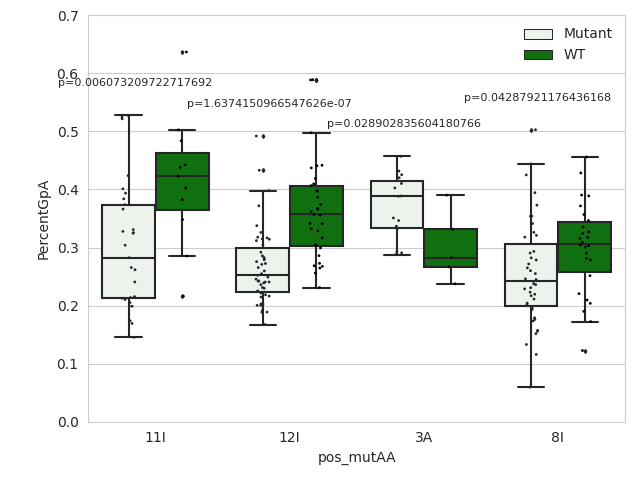 0.7
0.6
0.5
0.4
0.3
0.2
0.1
0.0
PercentGpA
Mutant
WT
p=0.006073209722717692
p=1.6374150966547626e-07
p=0.028902835604180766
p=0.04287921176436168
11I
12I
3A
8I
pos_mutAA